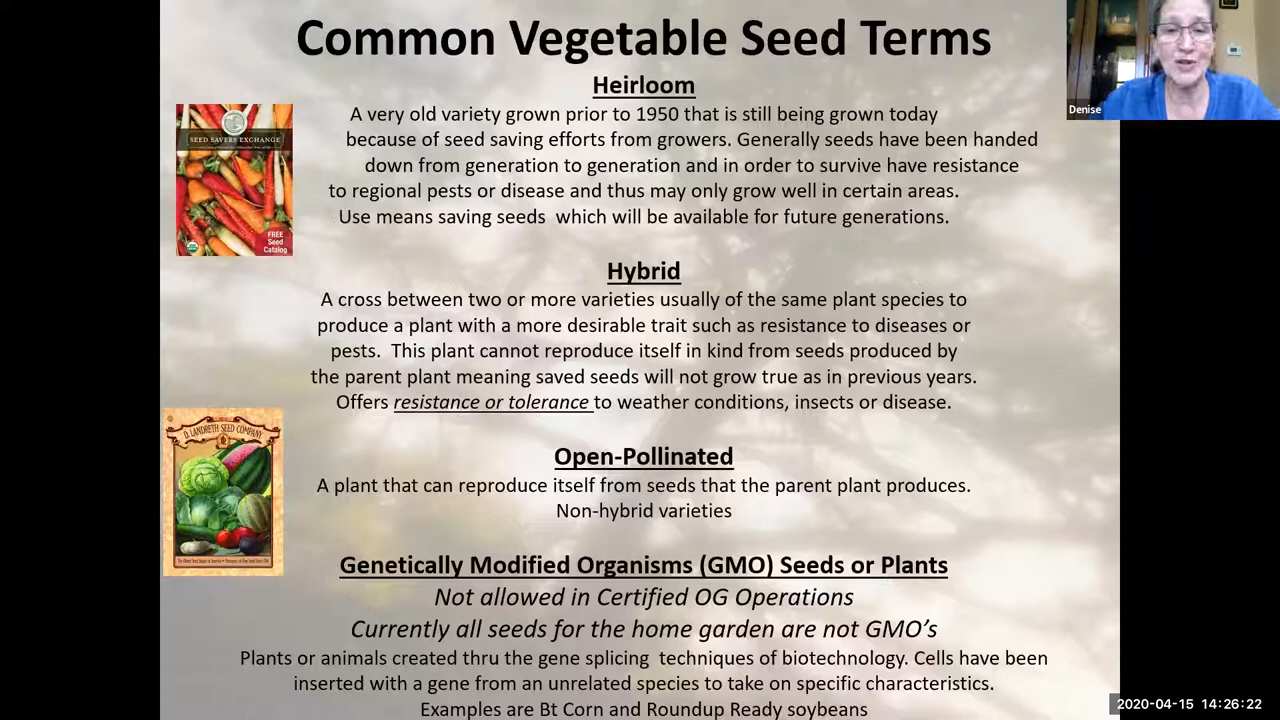 Common Vegetable Seed Terms
Denise
Heirloom
A very old variety grown prior to 1950 that is still being grown today
because of seed saving efforts from growers. Generally seeds have been handed
down from generation to generation and in order to survive have resistance
to regional pests or disease and thus may only grow well in certain areas.
Use means saving seeds  which will be available for future generations.
SEED SAVERS EXCHANGE
FREE
Seed
Catalog
Hybrid
A cross between two or more varieties usually of the same plant species to
produce a plant with a more desirable trait such as resistance to diseases or
pests.  This plant cannot reproduce itself in kind from seeds produced by
the parent plant meaning saved seeds will not grow true as in previous years.
Offers resistance or tolerance to weather conditions, insects or disease.
D. LANDRETH SEED COMPANY
Open-Pollinated
A plant that can reproduce itself from seeds that the parent plant produces.
Non-hybrid varieties
Genetically Modified Organisms (GMO) Seeds or Plants
Not allowed in Certified OG Operations
Currently all seeds for the home garden are not GMO’s
Plants or animals created thru the gene splicing  techniques of biotechnology. Cells have been
inserted with a gene from an unrelated species to take on specific characteristics.
Examples are Bt Corn and Roundup Ready soybeans
2020-04-15 14:26:22